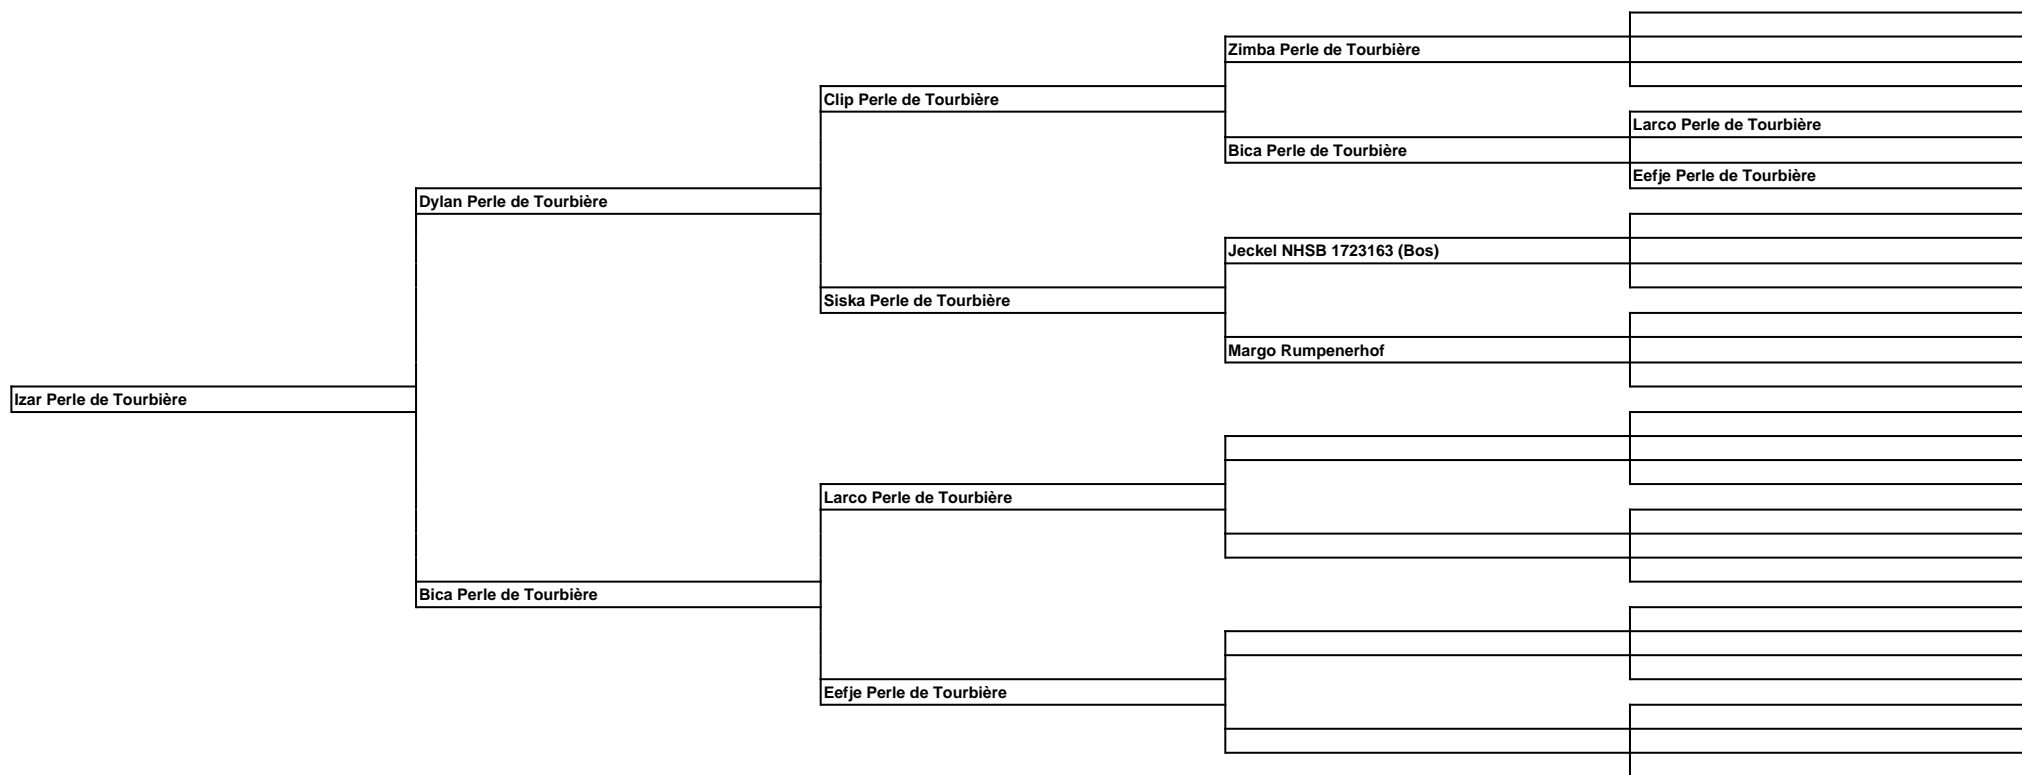 Zimba Perle de Tourbière
Clip Perle de Tourbière
Larco Perle de Tourbière
Bica Perle de Tourbière
Eefje Perle de Tourbière
Dylan Perle de Tourbière
Jeckel NHSB 1723163 (Bos)
Siska Perle de Tourbière
Margo Rumpenerhof
Izar Perle de Tourbière
Larco Perle de Tourbière
Bica Perle de Tourbière
Eefje Perle de Tourbière